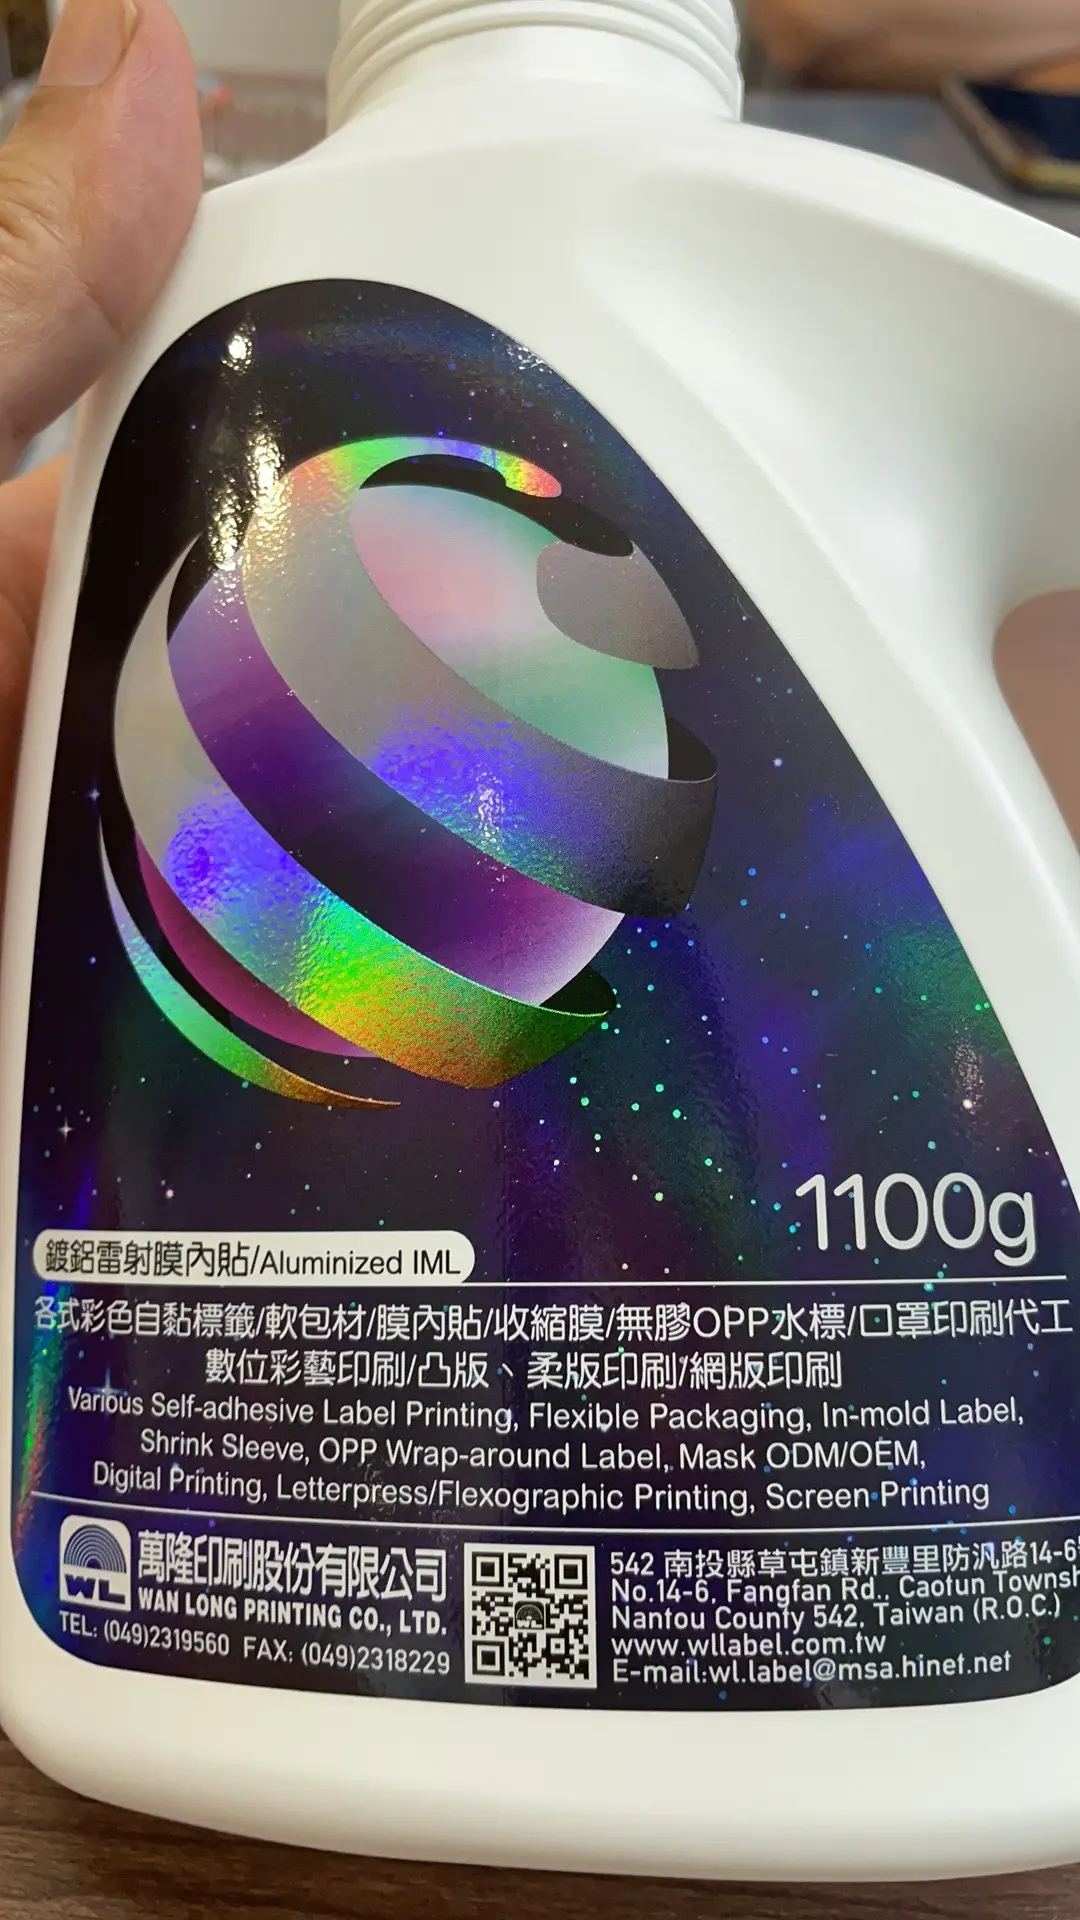 1100g
鍍鋁雷射膜內貼/Aluminized IML
各式彩色自黏標籤/軟包材/膜內貼/收縮膜/無膠OPP水標/口罩印刷代工
數位彩藝印刷/凸版、柔版印刷/網版印刷
Various Self-adhesive Label Printing, Flexible Packaging, In-mold Label,
Shrink Sleeve, OPP Wrap-around Label, Mask ODM/OEM,
Digital Printing, Letterpress/Flexographic Printing, Screen Printing
WL
萬隆印刷股份有限公司
WAN LONG PRINTING CO., LTD.
TEL: (049)2319560 FAX: (049)2318229
542 南投縣草屯鎮新豐里防汎路14-6
No.14-6, Fangfan Rd., Caotun
Nantou County 542, Taiwan (R.O.C.)
www.wllabel.com.tw
E-mail:wl.label@msa.hinet.net